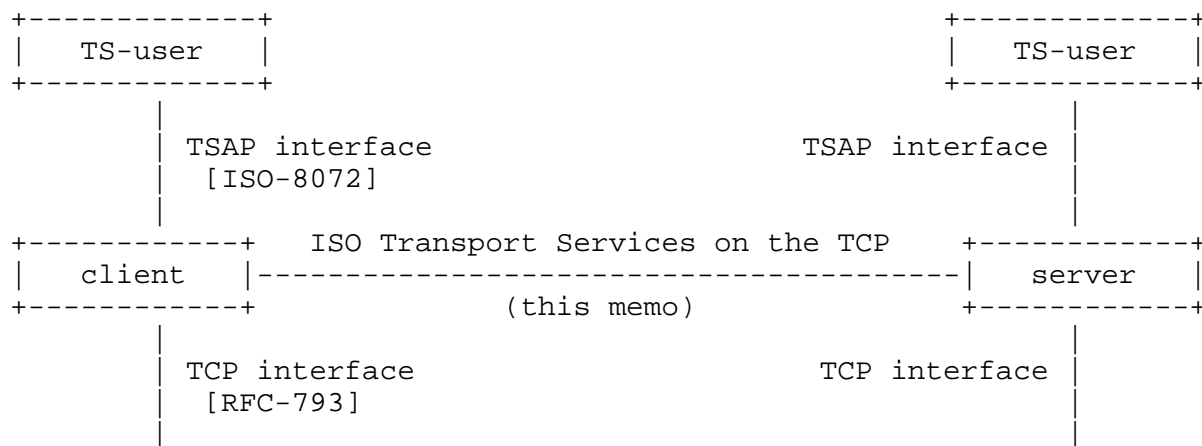 TS-user TS-user
TSAP interface TSAP interface
[ISO-8072]
ISO Transport Services on the TCP
client server
(this memo)
TCP interface TCP interface
[RFC-793]